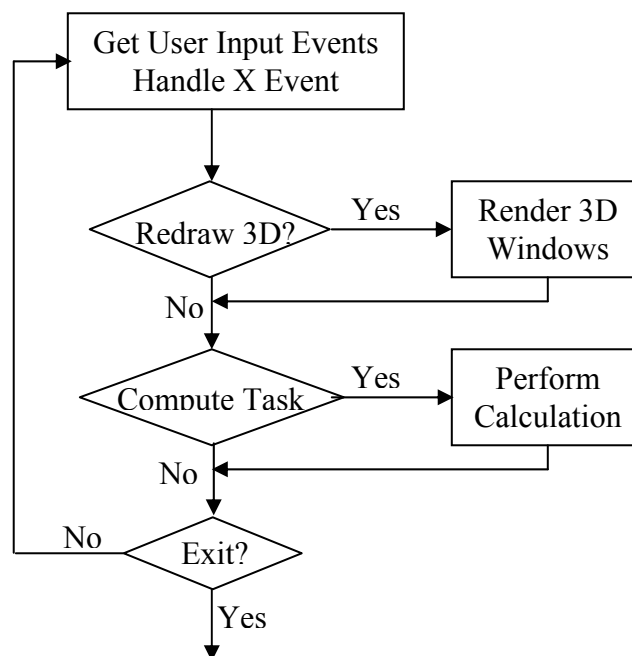 Get User Input Events
Handle X Event
Redraw 3D?
Yes
Render 3D
Windows
No
Compute Task
Yes
Perform
Calculation
No
No
Exit?
Yes